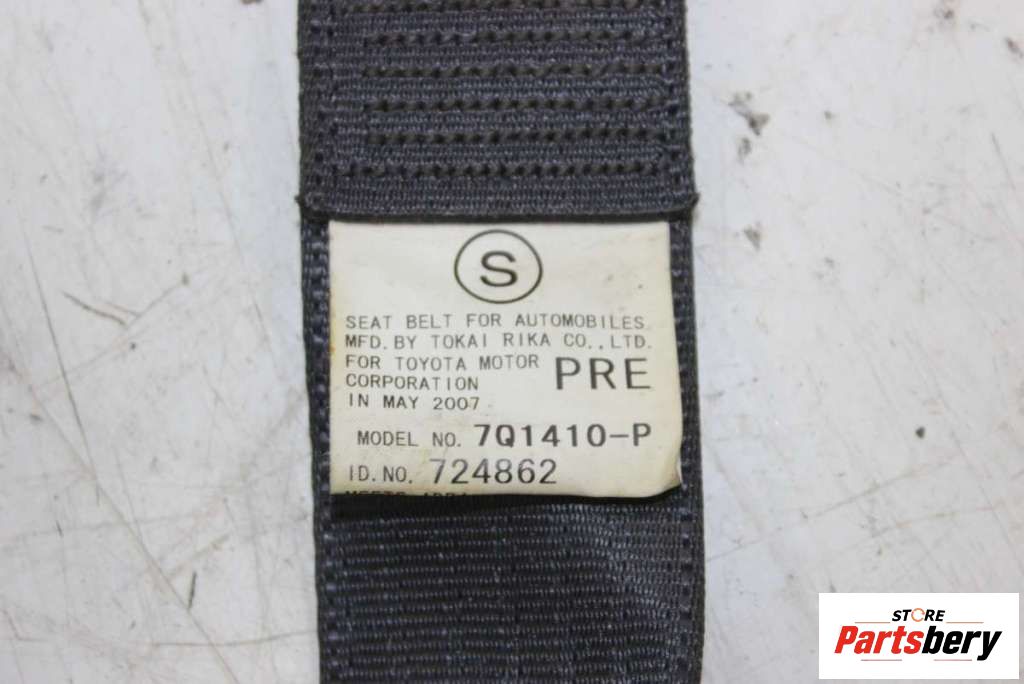 S
SEAT BELT FOR AUTOMOBILES
MFD. BY TOKAI RIKA CO., LTD.
FOR TOYOTA MOTOR
CORPORATION PRE
IN MAY 2007
MODEL NO. 7Q1410-P
ID. NO. 724862
STORE
Partsbery